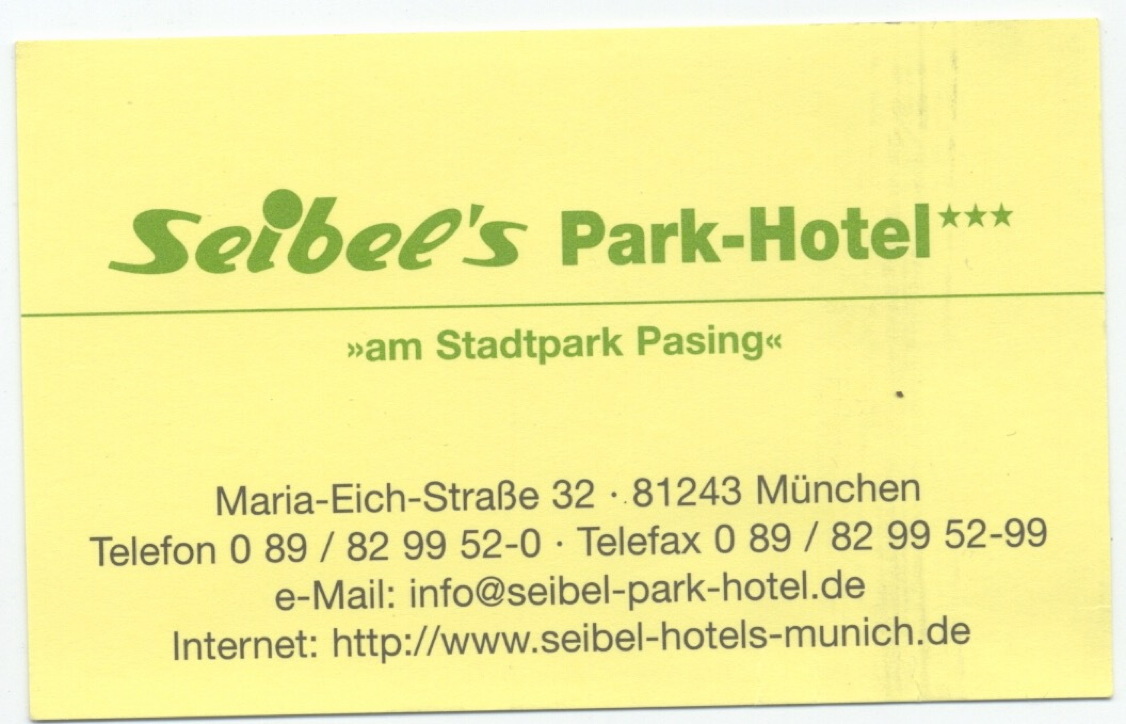 Seibel's Park-Hotel***
»am Stadtpark Pasing«
Maria-Eich-Straße 32 · 81243 München
Telefon 0 89 / 82 99 52-0 · Telefax 0 89 / 82 99 52-99
e-Mail: info@seibel-park-hotel.de
Internet: http://www.seibel-hotels-munich.de